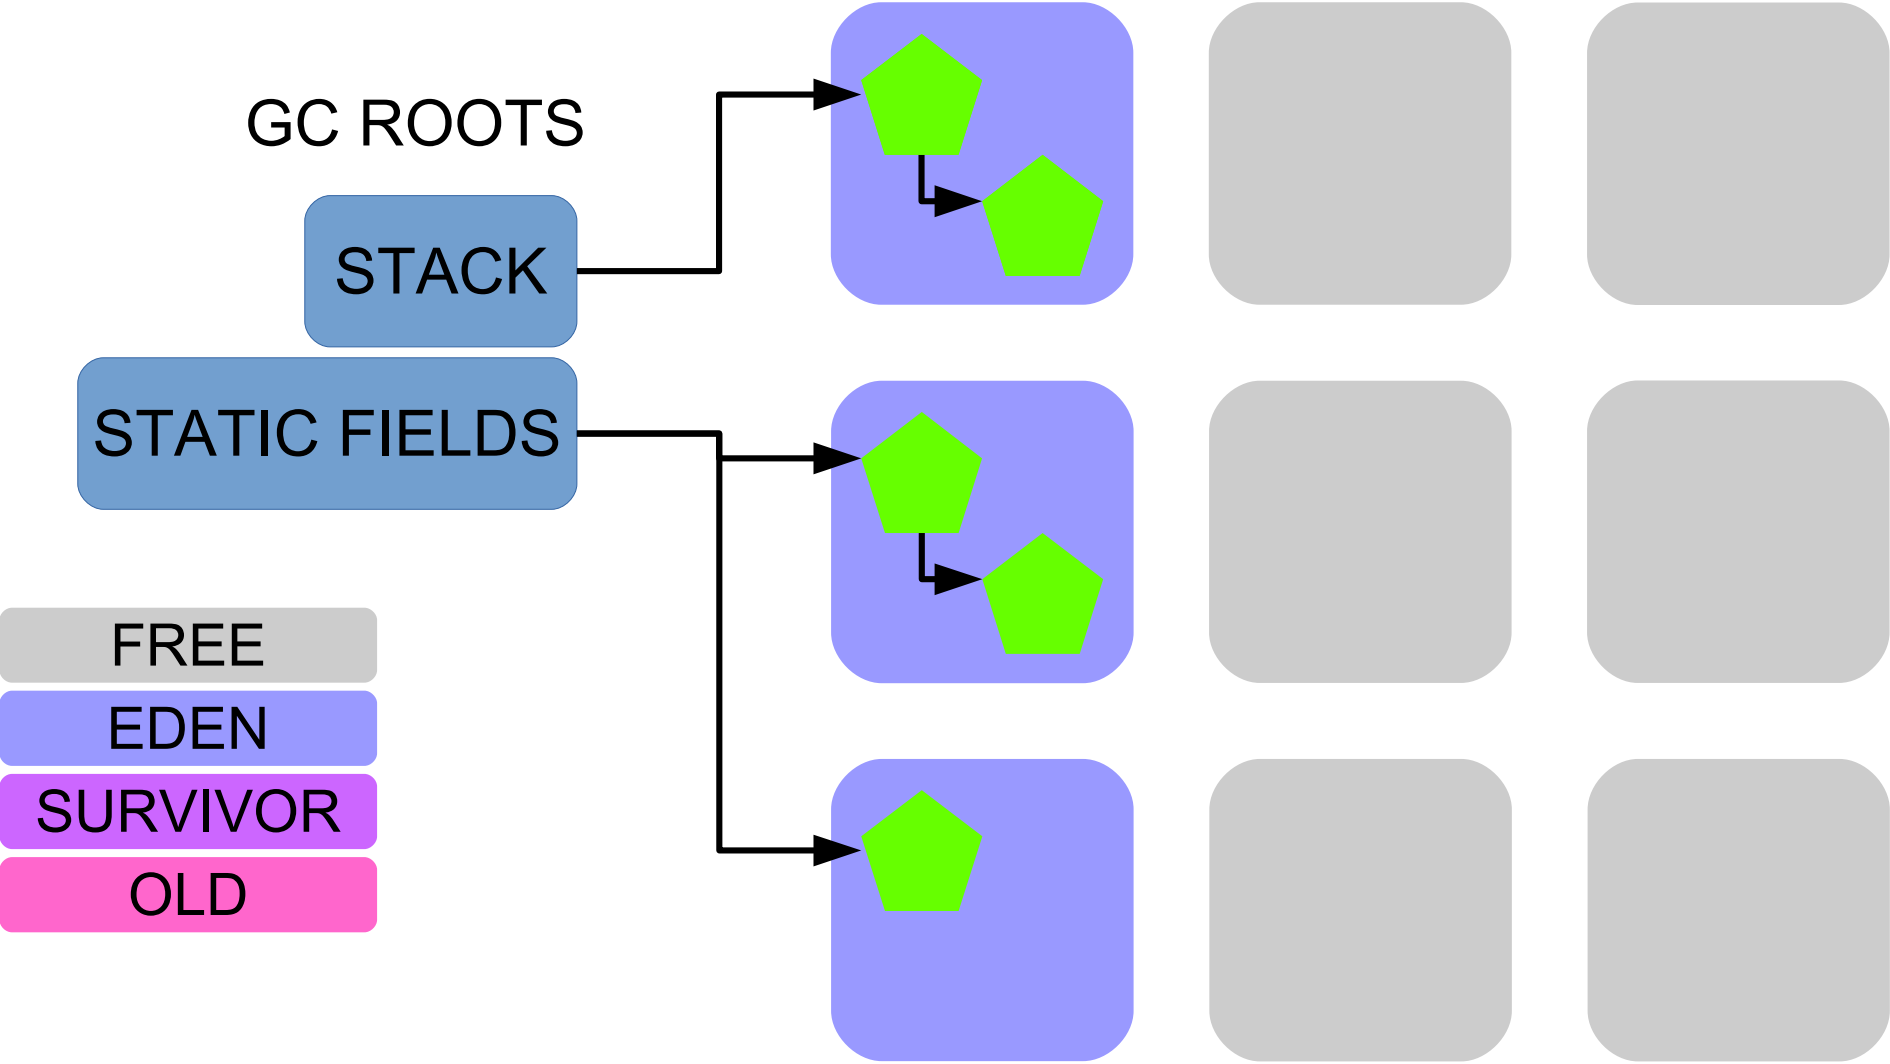 GC ROOTS
STACK
STATIC FIELDS
FREE
EDEN
SURVIVOR
OLD